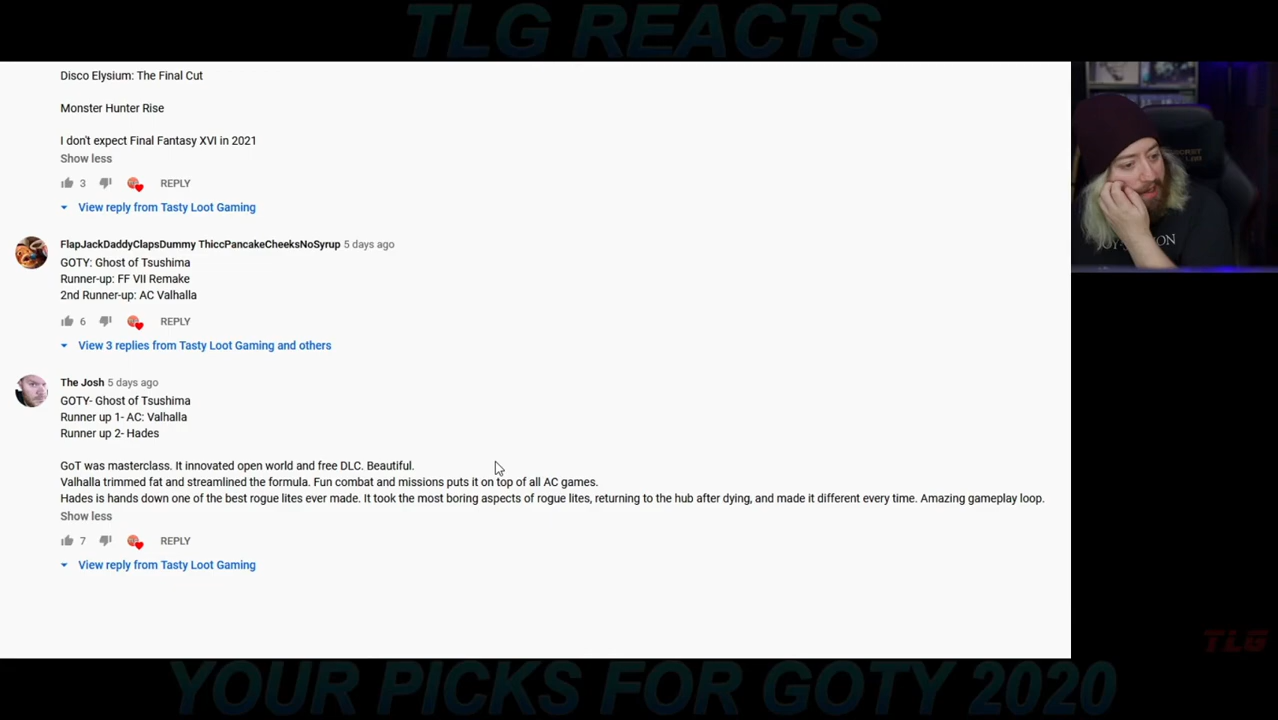 TLG REACTS
Disco Elysium: The Final Cut
Monster Hunter Rise
I don't expect Final Fantasy XVI in 2021
Show less
3 REPLY
View reply from Tasty Loot Gaming
FlapJackDaddyClapsDummy ThiccPancakeCheeksNoSyrup 5 days ago
GOTY: Ghost of Tsushima
Runner-up: FF VII Remake
2nd Runner-up: AC Valhalla
6 REPLY
View 3 replies from Tasty Loot Gaming and others
The Josh 5 days ago
GOTY- Ghost of Tsushima
Runner up 1- AC: Valhalla
Runner up 2- Hades
GoT was masterclass. It innovated open world and free DLC. Beautiful.
Valhalla trimmed fat and streamlined the formula. Fun combat and missions puts it on top of all AC games.
Hades is hands down one of the best rogue lites ever made. It took the most boring aspects of rogue lites, returning to the hub after dying, and made it different every time. Amazing gameplay loop.
Show less
7 REPLY
View reply from Tasty Loot Gaming
TLG
YOUR PICKS FOR GOTY 2020